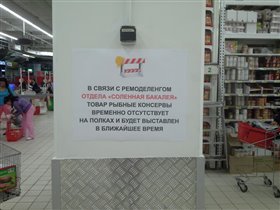 В СВЯЗИ С РЕМОДЕЛЕНГОМ
ОТДЕЛА «СОЛЕННАЯ БАКАЛЕЯ»
ТОВАР РЫБНЫЕ КОНСЕРВЫ
ВРЕМЕННО ОТСУТСТВУЕТ
НА ПОЛКАХ И БУДЕТ ВЫСТАВЛЕН
В БЛИЖАЙШЕЕ ВРЕМЯ